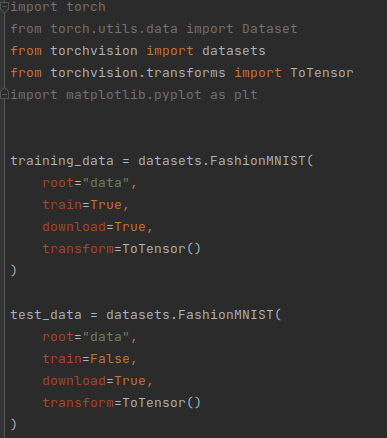 import torch
from torch.utils.data import Dataset
from torchvision import datasets
from torchvision.transforms import ToTensor
import matplotlib.pyplot as plt
training_data = datasets.FashionMNIST(
    root="data",
    train=True,
    download=True,
    transform=ToTensor()
)
test_data = datasets.FashionMNIST(
    root="data",
    train=False,
    download=True,
    transform=ToTensor()
)